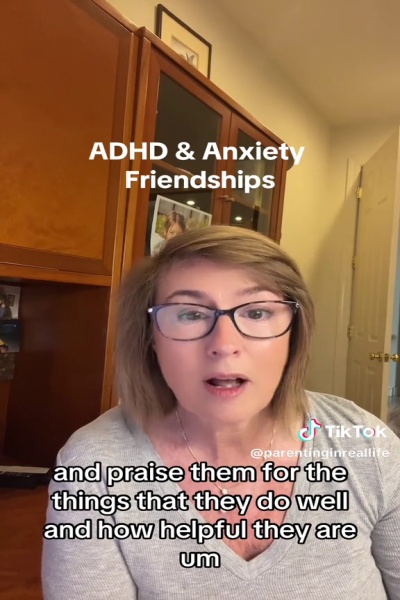 ADHD & Anxiety
Friendships
TikTok
@parentinginreallife
and praise them for the
things that they do well
and how helpful they are
um